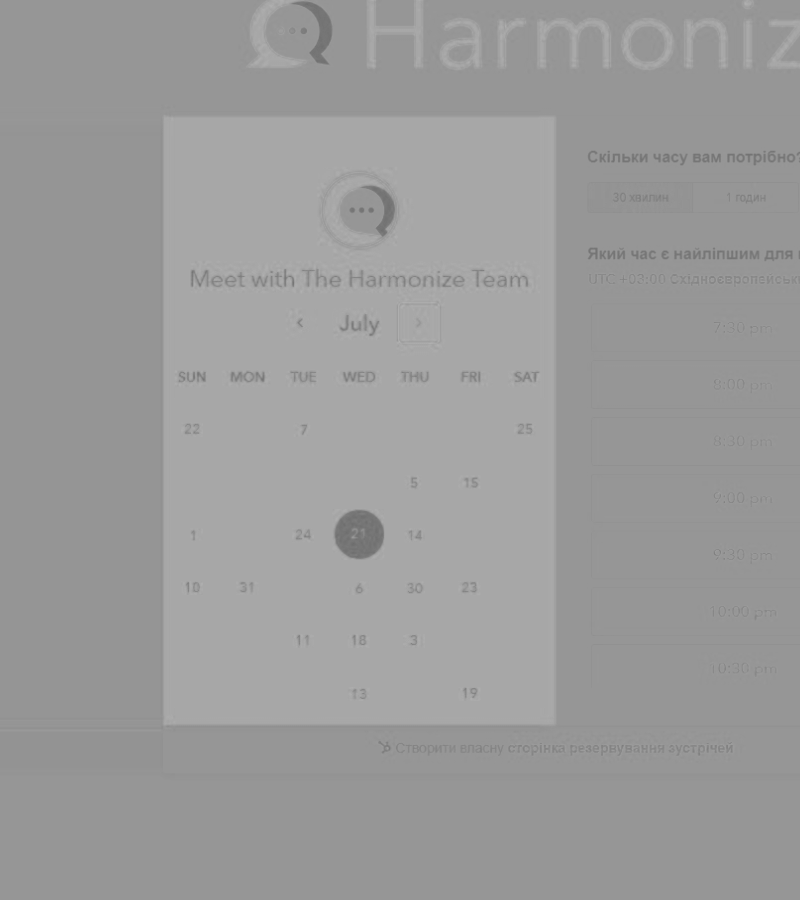 Harmoniz
Meet with The Harmonize Team
July
SUN MON TUE WED THU FRI SAT
22 7 25
5 15
1 24 21 14
10 31 6 30 23
11 18 3
13 19
Скільки часу вам потрібно?
30 хвилин 1 годин
Який час є найліпшим для
UTC +03:00 Східноєвропейськ
7:30 pm
8:00 pm
8:30 pm
9:00 pm
9:30 pm
10:00 pm
10:30 pm
Створити власну сторінка резервування зустрічей